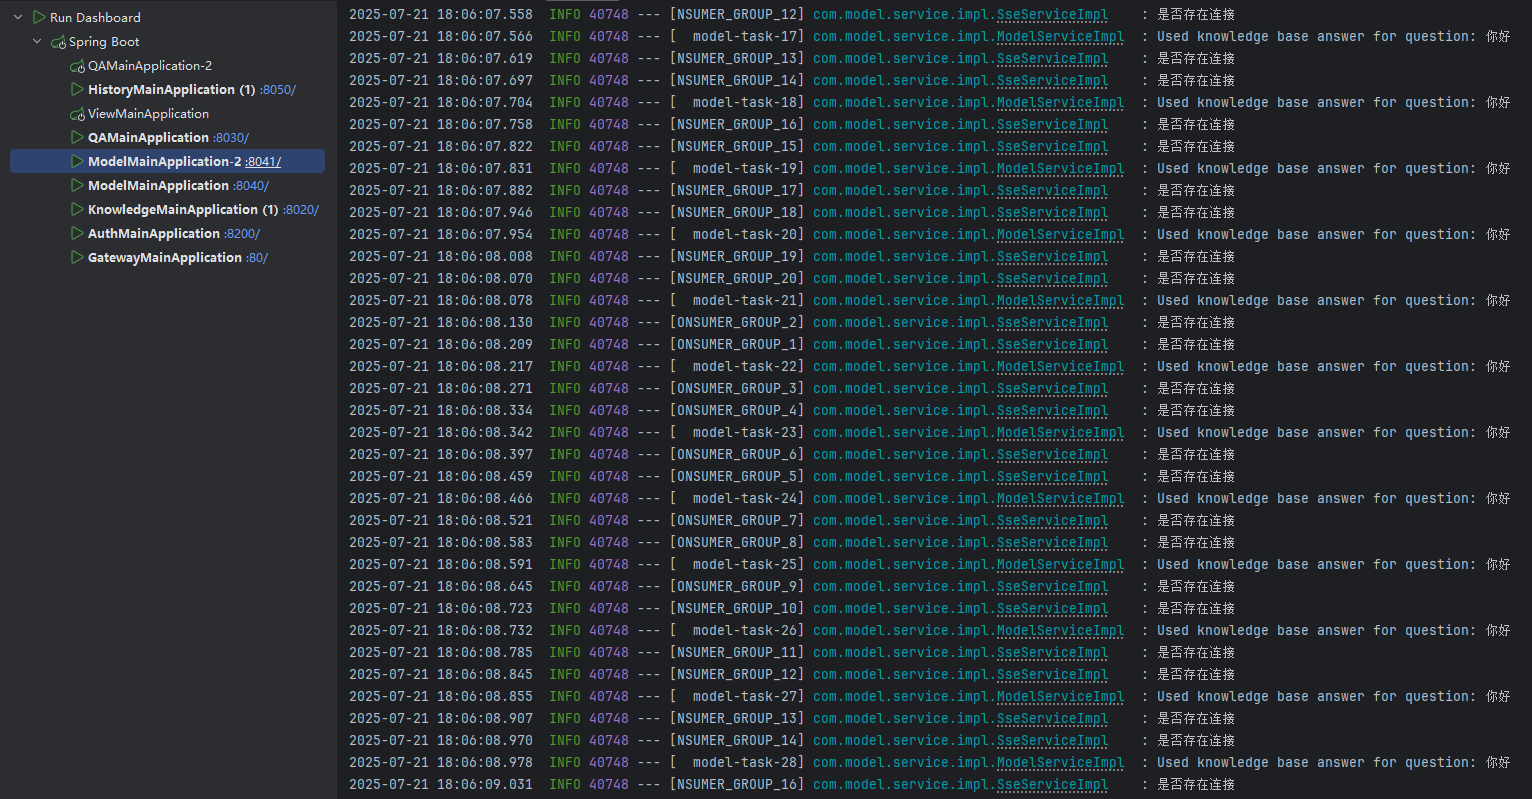 Run Dashboard
Spring Boot
QAMainApplication-2
HistoryMainApplication (1) :8050/
ViewMainApplication
QAMainApplication :8030/
ModelMainApplication-2 :8041/
ModelMainApplication :8040/
KnowledgeMainApplication (1) :8020/
AuthMainApplication :8200/
GatewayMainApplication :80/
2025-07-21 18:06:07.558 INFO 40748 --- [NSUMER_GROUP_12] com.model.service.impl.SseServiceImpl : 是否存在连接
2025-07-21 18:06:07.566 INFO 40748 --- [ model-task-17] com.model.service.impl.ModelServiceImpl : Used knowledge base answer for question: 你好
2025-07-21 18:06:07.619 INFO 40748 --- [NSUMER_GROUP_13] com.model.service.impl.SseServiceImpl : 是否存在连接
2025-07-21 18:06:07.697 INFO 40748 --- [NSUMER_GROUP_14] com.model.service.impl.SseServiceImpl : 是否存在连接
2025-07-21 18:06:07.704 INFO 40748 --- [ model-task-18] com.model.service.impl.ModelServiceImpl : Used knowledge base answer for question: 你好
2025-07-21 18:06:07.758 INFO 40748 --- [NSUMER_GROUP_16] com.model.service.impl.SseServiceImpl : 是否存在连接
2025-07-21 18:06:07.822 INFO 40748 --- [NSUMER_GROUP_15] com.model.service.impl.SseServiceImpl : 是否存在连接
2025-07-21 18:06:07.831 INFO 40748 --- [ model-task-19] com.model.service.impl.ModelServiceImpl : Used knowledge base answer for question: 你好
2025-07-21 18:06:07.882 INFO 40748 --- [NSUMER_GROUP_17] com.model.service.impl.SseServiceImpl : 是否存在连接
2025-07-21 18:06:07.946 INFO 40748 --- [NSUMER_GROUP_18] com.model.service.impl.SseServiceImpl : 是否存在连接
2025-07-21 18:06:07.954 INFO 40748 --- [ model-task-20] com.model.service.impl.ModelServiceImpl : Used knowledge base answer for question: 你好
2025-07-21 18:06:08.008 INFO 40748 --- [NSUMER_GROUP_19] com.model.service.impl.SseServiceImpl : 是否存在连接
2025-07-21 18:06:08.070 INFO 40748 --- [NSUMER_GROUP_20] com.model.service.impl.SseServiceImpl : 是否存在连接
2025-07-21 18:06:08.078 INFO 40748 --- [ model-task-21] com.model.service.impl.ModelServiceImpl : Used knowledge base answer for question: 你好
2025-07-21 18:06:08.130 INFO 40748 --- [ONSUMER_GROUP_2] com.model.service.impl.SseServiceImpl : 是否存在连接
2025-07-21 18:06:08.209 INFO 40748 --- [ONSUMER_GROUP_1] com.model.service.impl.SseServiceImpl : 是否存在连接
2025-07-21 18:06:08.217 INFO 40748 --- [ model-task-22] com.model.service.impl.ModelServiceImpl : Used knowledge base answer for question: 你好
2025-07-21 18:06:08.271 INFO 40748 --- [ONSUMER_GROUP_3] com.model.service.impl.SseServiceImpl : 是否存在连接
2025-07-21 18:06:08.334 INFO 40748 --- [ONSUMER_GROUP_4] com.model.service.impl.SseServiceImpl : 是否存在连接
2025-07-21 18:06:08.342 INFO 40748 --- [ model-task-23] com.model.service.impl.ModelServiceImpl : Used knowledge base answer for question: 你好
2025-07-21 18:06:08.397 INFO 40748 --- [ONSUMER_GROUP_6] com.model.service.impl.SseServiceImpl : 是否存在连接
2025-07-21 18:06:08.459 INFO 40748 --- [ONSUMER_GROUP_5] com.model.service.impl.SseServiceImpl : 是否存在连接
2025-07-21 18:06:08.466 INFO 40748 --- [ model-task-24] com.model.service.impl.ModelServiceImpl : Used knowledge base answer for question: 你好
2025-07-21 18:06:08.521 INFO 40748 --- [ONSUMER_GROUP_7] com.model.service.impl.SseServiceImpl : 是否存在连接
2025-07-21 18:06:08.583 INFO 40748 --- [ONSUMER_GROUP_8] com.model.service.impl.SseServiceImpl : 是否存在连接
2025-07-21 18:06:08.591 INFO 40748 --- [ model-task-25] com.model.service.impl.ModelServiceImpl : Used knowledge base answer for question: 你好
2025-07-21 18:06:08.645 INFO 40748 --- [ONSUMER_GROUP_9] com.model.service.impl.SseServiceImpl : 是否存在连接
2025-07-21 18:06:08.723 INFO 40748 --- [NSUMER_GROUP_10] com.model.service.impl.SseServiceImpl : 是否存在连接
2025-07-21 18:06:08.732 INFO 40748 --- [ model-task-26] com.model.service.impl.ModelServiceImpl : Used knowledge base answer for question: 你好
2025-07-21 18:06:08.785 INFO 40748 --- [NSUMER_GROUP_11] com.model.service.impl.SseServiceImpl : 是否存在连接
2025-07-21 18:06:08.845 INFO 40748 --- [NSUMER_GROUP_12] com.model.service.impl.SseServiceImpl : 是否存在连接
2025-07-21 18:06:08.855 INFO 40748 --- [ model-task-27] com.model.service.impl.ModelServiceImpl : Used knowledge base answer for question: 你好
2025-07-21 18:06:08.907 INFO 40748 --- [NSUMER_GROUP_13] com.model.service.impl.SseServiceImpl : 是否存在连接
2025-07-21 18:06:08.970 INFO 40748 --- [NSUMER_GROUP_14] com.model.service.impl.SseServiceImpl : 是否存在连接
2025-07-21 18:06:08.978 INFO 40748 --- [ model-task-28] com.model.service.impl.ModelServiceImpl : Used knowledge base answer for question: 你好
2025-07-21 18:06:09.031 INFO 40748 --- [NSUMER_GROUP_16] com.model.service.impl.SseServiceImpl : 是否存在连接